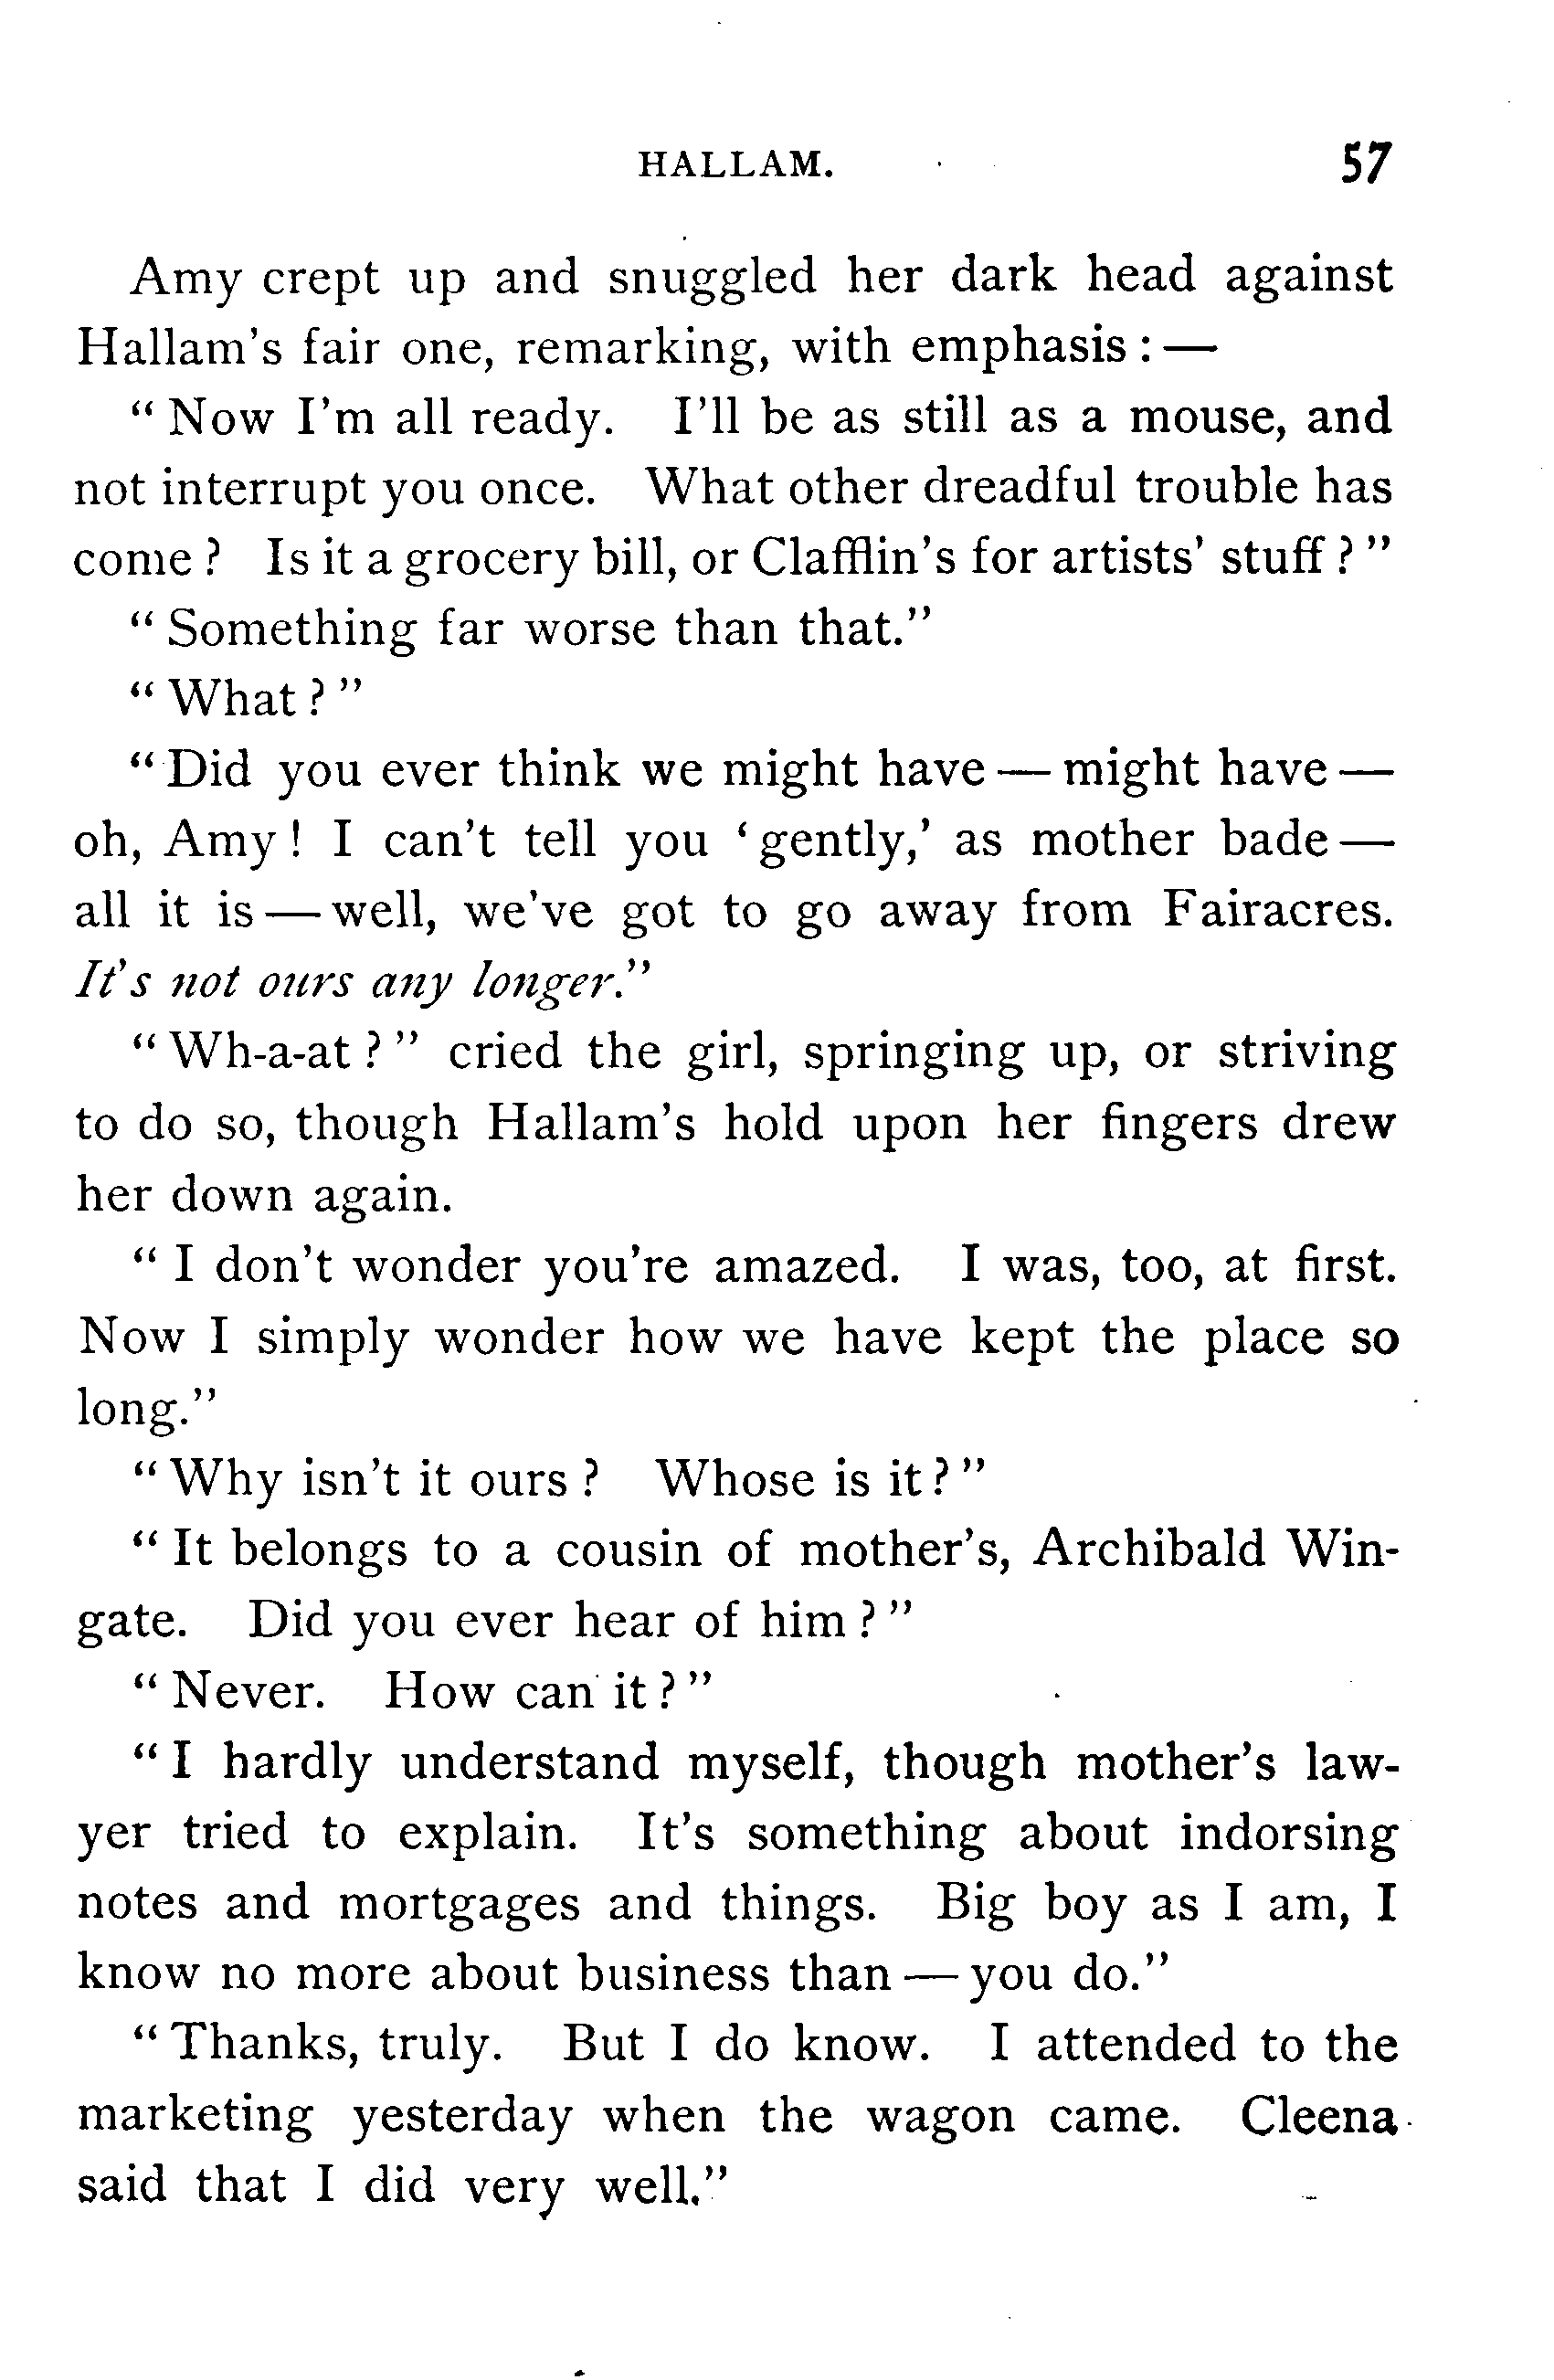 HALLAM. 57
Amy crept up and snuggled her dark head against
Hallam's fair one, remarking, with emphasis : —
" Now I'm all ready. I'll be as still as a mouse, and
not interrupt you once. What other dreadful trouble has
come ? Is it a grocery bill, or Clafflin's for artists' stuff ? "
" Something far worse than that."
" What ? "
" Did you ever think we might have — might have —
oh, Amy ! I can't tell you ' gently,' as mother bade —
all it is — well, we've got to go away from Fairacres.
It's not ours any longer."
" Wh-a-at ? " cried the girl, springing up, or striving
to do so, though Hallam's hold upon her fingers drew
her down again.
" I don't wonder you're amazed. I was, too, at first.
Now I simply wonder how we have kept the place so
long."
" Why isn't it ours ? Whose is it ? "
" It belongs to a cousin of mother's, Archibald Win-
gate. Did you ever hear of him ? "
" Never. How can it ? "
" I hardly understand myself, though mother's law-
yer tried to explain. It's something about indorsing
notes and mortgages and things. Big boy as I am, I
know no more about business than — you do."
" Thanks, truly. But I do know. I attended to the
marketing yesterday when the wagon came. Cleena
said that I did very well."